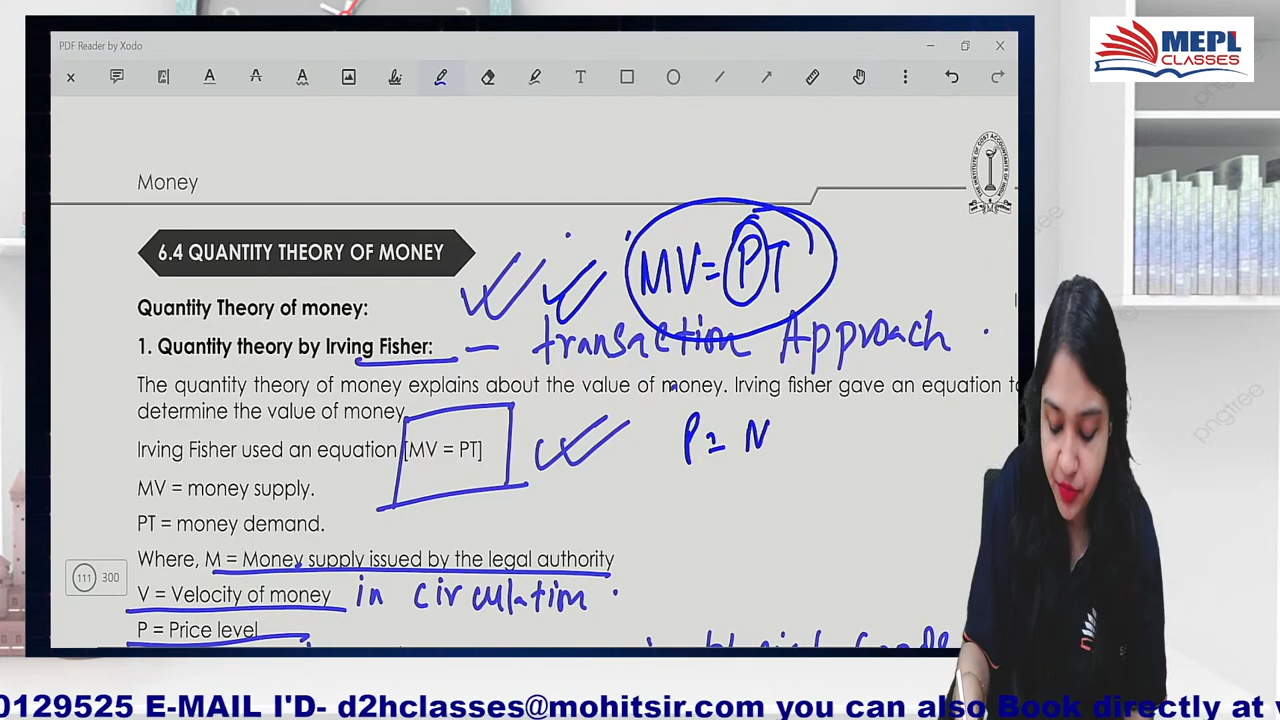 PDF Reader by Xodo
MEPL
CLASSES
Money
6.4 QUANTITY THEORY OF MONEY
MV = PT
Quantity Theory of money:
1. Quantity theory by Irving Fisher: – transaction Approach
The quantity theory of money explains about the value of money. Irving fisher gave an equation to
determine the value of money
Irving Fisher used an equation [MV = PT]
P = N
MV = money supply.
PT = money demand.
Where, M = Money supply issued by the legal authority
111 300
V = Velocity of money in circulation
P = Price level
0129525 E-MAIL I'D- d2hclasses@mohitsir.com you can also Book directly at